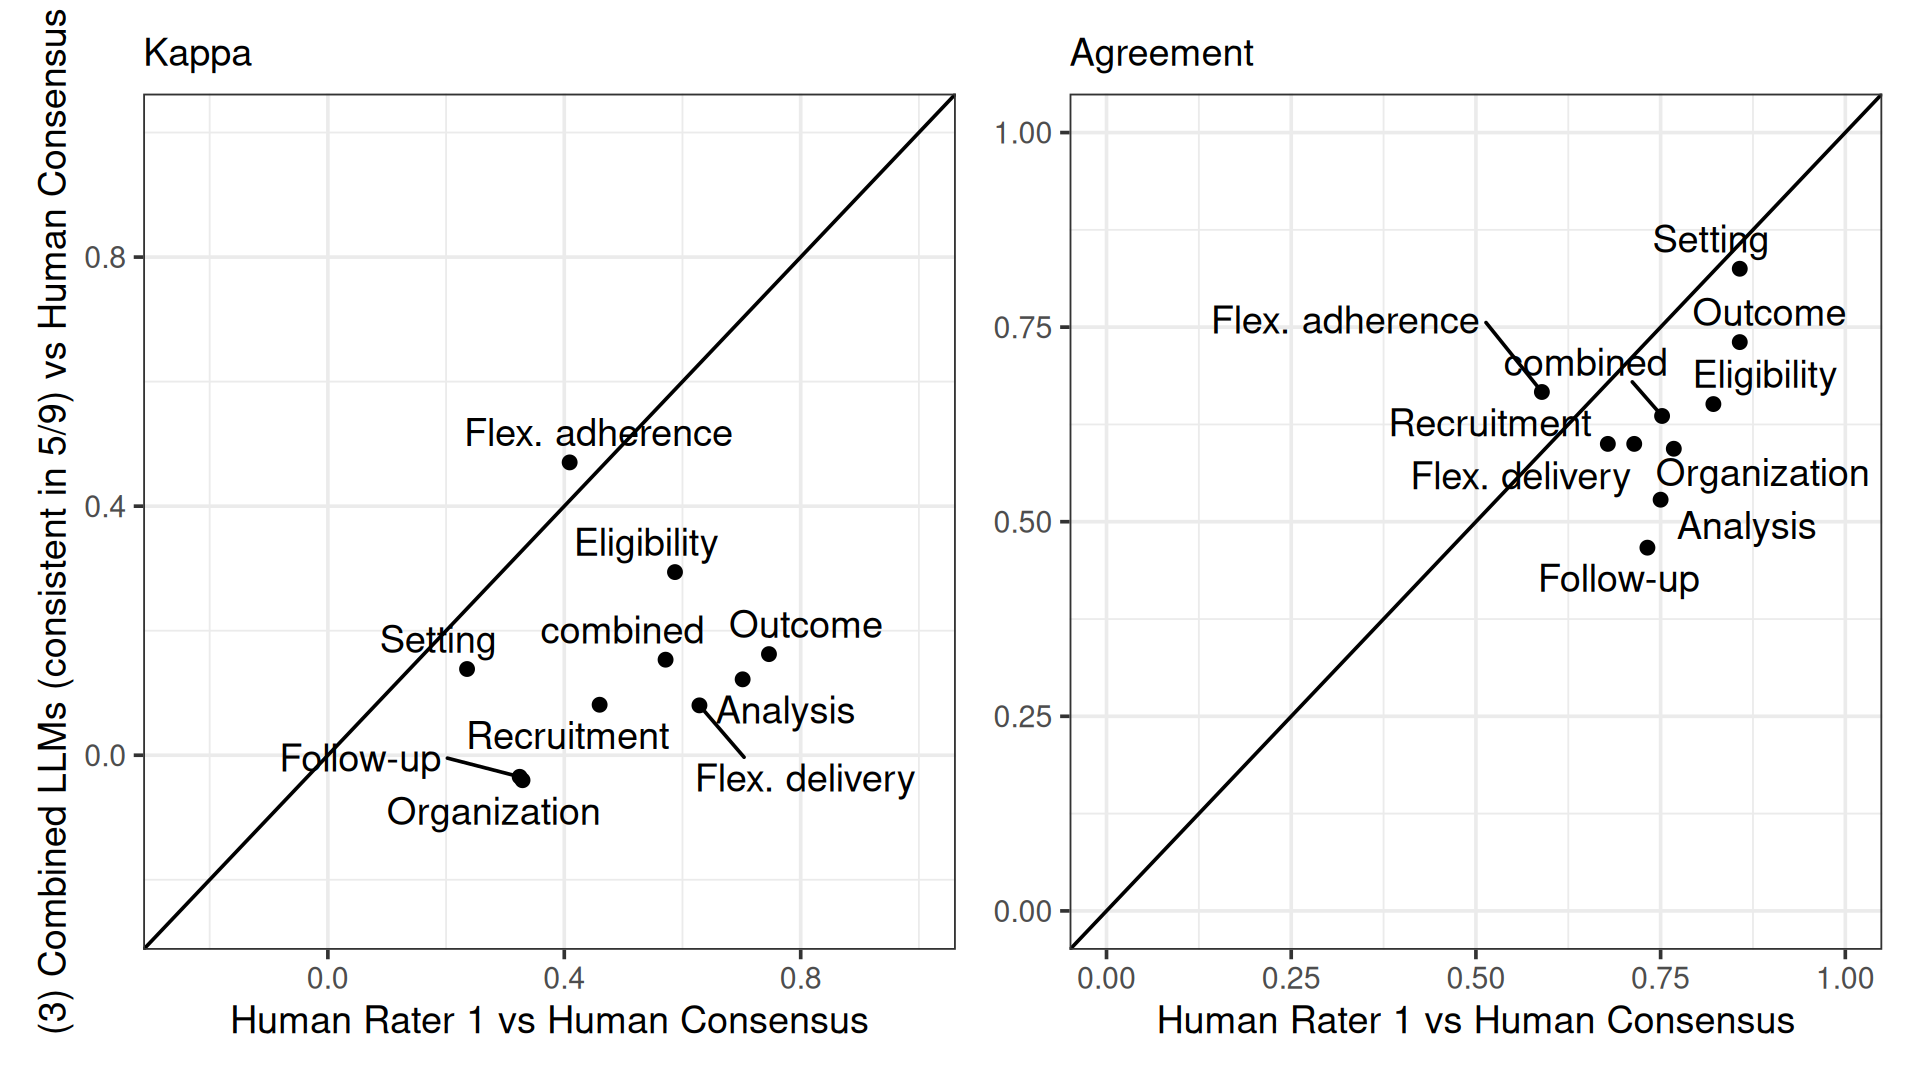 (3) Combined LLMs (consistent in 5/9) vs Human Consensus
Kappa
0.8
0.4
0.0
Flex. adherence
Eligibility
Setting
combined
Outcome
Analysis
Recruitment
Follow-up
Flex. delivery
Organization
0.0
0.4
0.8
Human Rater 1 vs Human Consensus
Agreement
1.00
0.75
0.50
0.25
0.00
Setting
Flex. adherence
Outcome
combined
Eligibility
Recruitment
Flex. delivery
Organization
Analysis
Follow-up
0.00
0.25
0.50
0.75
1.00
Human Rater 1 vs Human Consensus